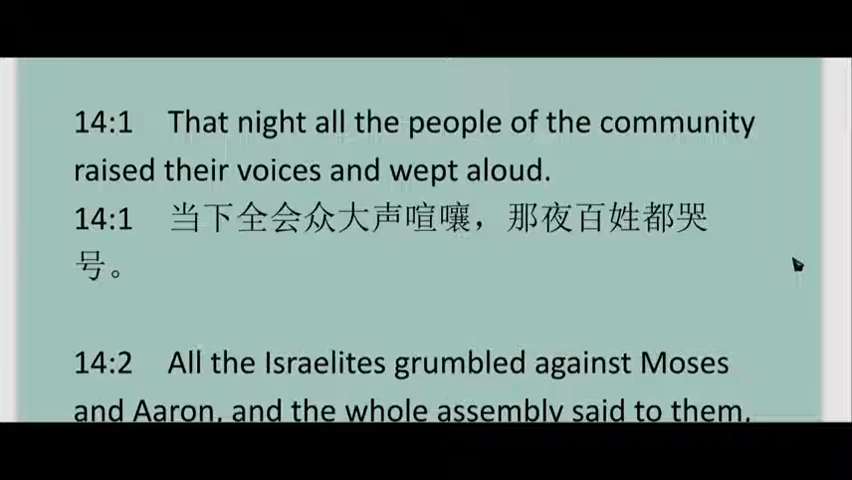 14:1 That night all the people of the community
raised their voices and wept aloud.
14:1 当下全会众大声喧嚷，那夜百姓都哭
号。
14:2 All the Israelites grumbled against Moses
and Aaron, and the whole assembly said to them,